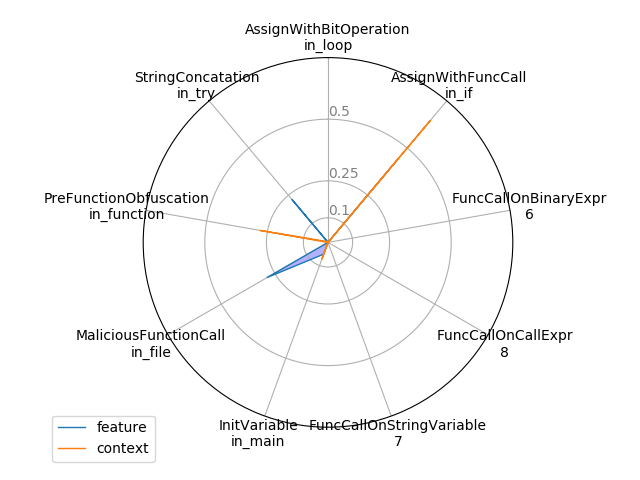 AssignWithBitOperation
in_loop
StringConcatation
in_try
AssignWithFuncCall
in_if
0.5
0.25
0.1
PreFunctionObfuscation
in_function
FuncCallOnBinaryExpr
6
MaliciousFunctionCall
in_file
FuncCallOnCallExpr
8
InitVariable
in_main
FuncCallOnStringVariable
7
feature
context